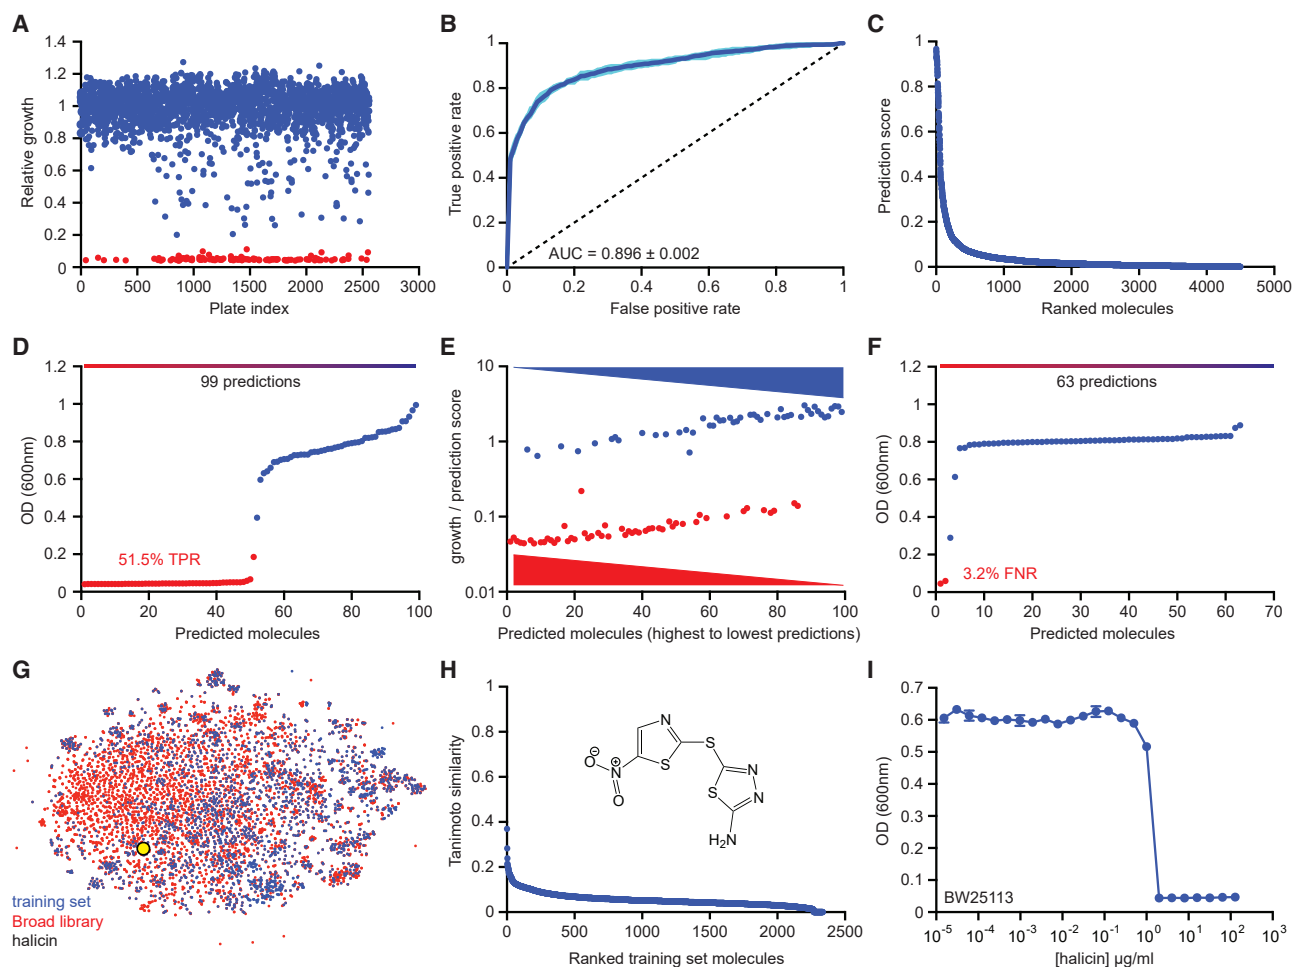 A
1.4
1.2
1
0.8
0.6
0.4
0.2
0
Relative growth
0
500
1000
1500
2000
2500
3000
Plate index
B
1
0.8
0.6
0.4
0.2
0
True positive rate
AUC = 0.896 ± 0.002
0
0.2
0.4
0.6
0.8
1
False positive rate
C
1
0.8
0.6
0.4
0.2
0
Prediction score
0
1000
2000
3000
4000
5000
Ranked molecules
D
1.2
1
0.8
0.6
0.4
0.2
0
OD (600nm)
99 predictions
51.5% TPR
0
20
40
60
80
100
Predicted molecules
E
10
1
0.1
0.01
growth / prediction score
0
20
40
60
80
100
Predicted molecules (highest to lowest predictions)
F
1.2
1
0.8
0.6
0.4
0.2
0
OD (600nm)
63 predictions
3.2% FNR
0
10
20
30
40
50
60
70
Predicted molecules
G
training set
Broad library
halicin
H
1
0.8
0.6
0.4
0.2
0
Tanimoto similarity
N
S
S
O⊖
N⊕
O
N
N
S
H₂N
0
500
1000
1500
2000
2500
Ranked training set molecules
I
0.7
0.6
0.5
0.4
0.3
0.2
0.1
0
OD (600nm)
BW25113
10⁻⁵
10⁻⁴
10⁻³
10⁻²
10⁻¹
10⁰
10¹
10²
10³
[halicin] µg/ml